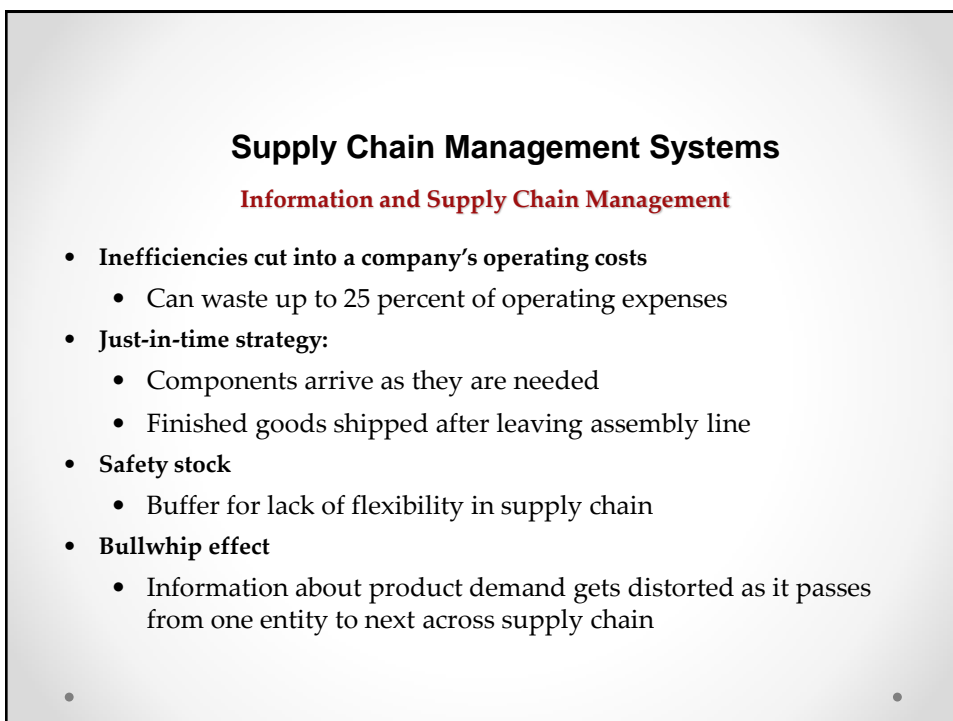 Supply Chain Management Systems
Information and Supply Chain Management
• Inefficiencies cut into a company’s operating costs
• Can waste up to 25 percent of operating expenses
• Just-in-time strategy:
• Components arrive as they are needed
• Finished goods shipped after leaving assembly line
• Safety stock
• Buffer for lack of flexibility in supply chain
• Bullwhip effect
• Information about product demand gets distorted as it passes
from one entity to next across supply chain